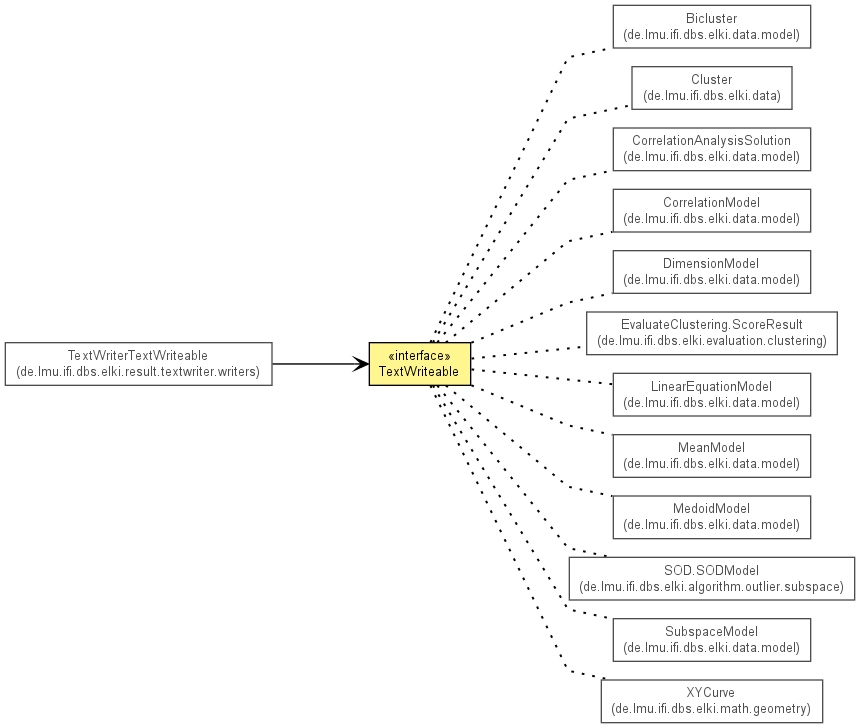 Bicluster
(de.lmu.ifi.dbs.elki.data.model)
Cluster
(de.lmu.ifi.dbs.elki.data)
CorrelationAnalysisSolution
(de.lmu.ifi.dbs.elki.data.model)
CorrelationModel
(de.lmu.ifi.dbs.elki.data.model)
DimensionModel
(de.lmu.ifi.dbs.elki.data.model)
EvaluateClustering.ScoreResult
(de.lmu.ifi.dbs.elki.evaluation.clustering)
TextWriterTextWriteable
(de.lmu.ifi.dbs.elki.result.textwriter.writers)
«interface»
TextWriteable
LinearEquationModel
(de.lmu.ifi.dbs.elki.data.model)
MeanModel
(de.lmu.ifi.dbs.elki.data.model)
MedoidModel
(de.lmu.ifi.dbs.elki.data.model)
SOD.SODModel
(de.lmu.ifi.dbs.elki.algorithm.outlier.subspace)
SubspaceModel
(de.lmu.ifi.dbs.elki.data.model)
XYCurve
(de.lmu.ifi.dbs.elki.math.geometry)